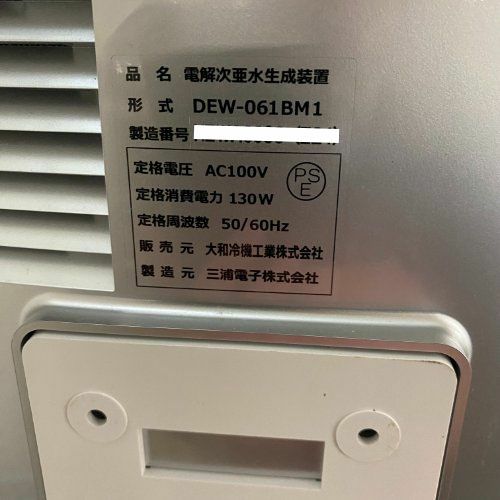 品 名 電解次亜水生成装置
形 式 DEW-061BM1
製造番号
定格電圧 AC100V
定格消費電力 130W
定格周波数 50/60Hz
PS
E
販 売 元 大和冷機工業株式会社
製 造 元 三浦電子株式会社